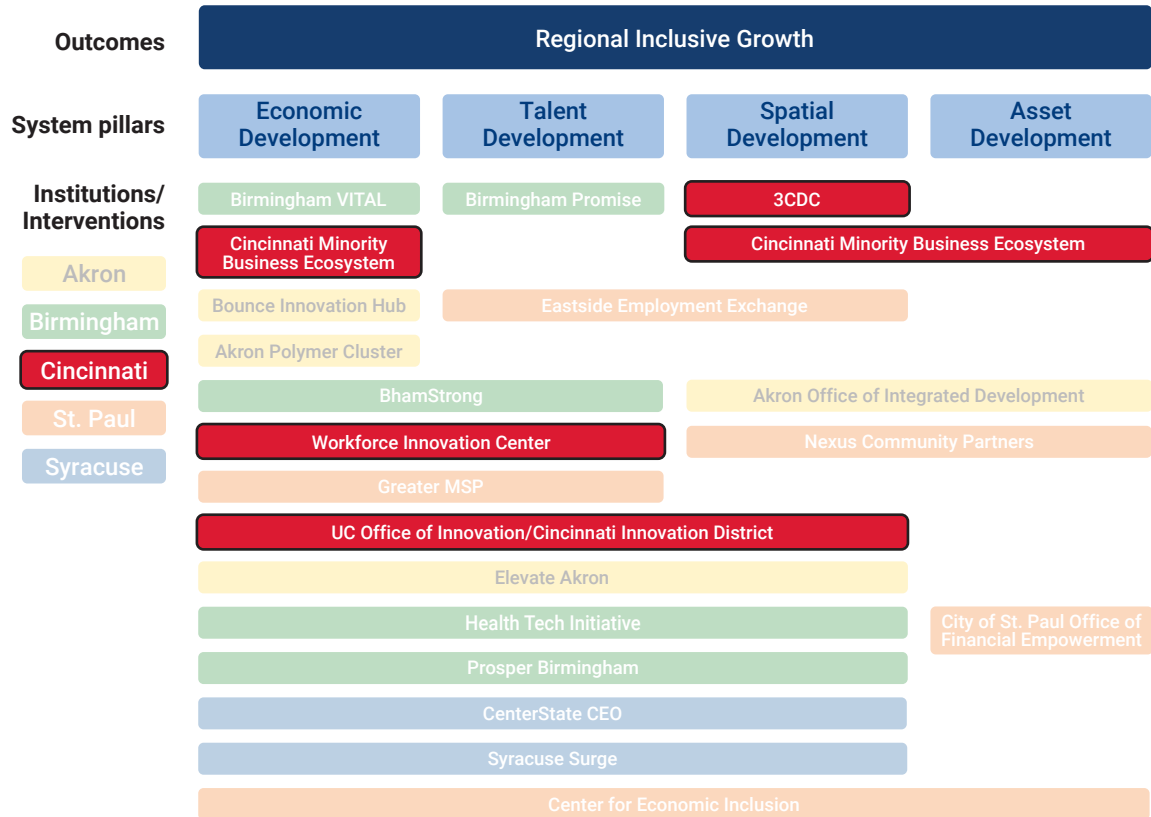 Outcomes
Regional Inclusive Growth
System pillars
Economic
Development
Talent
Development
Spatial
Development
Asset
Development
Institutions/
Interventions
Akron
Birmingham
Cincinnati
St. Paul
Syracuse
Birmingham VITAL
Birmingham Promise
3CDC
Cincinnati Minority
Business Ecosystem
Cincinnati Minority Business Ecosystem
Bounce Innovation Hub
Eastside Employment Exchange
Akron Polymer Cluster
BhamStrong
Akron Office of Integrated Development
Workforce Innovation Center
Nexus Community Partners
Greater MSP
UC Office of Innovation/Cincinnati Innovation District
Elevate Akron
Health Tech Initiative
City of St. Paul Office of
Financial Empowerment
Prosper Birmingham
CenterState CEO
Syracuse Surge
Center for Economic Inclusion